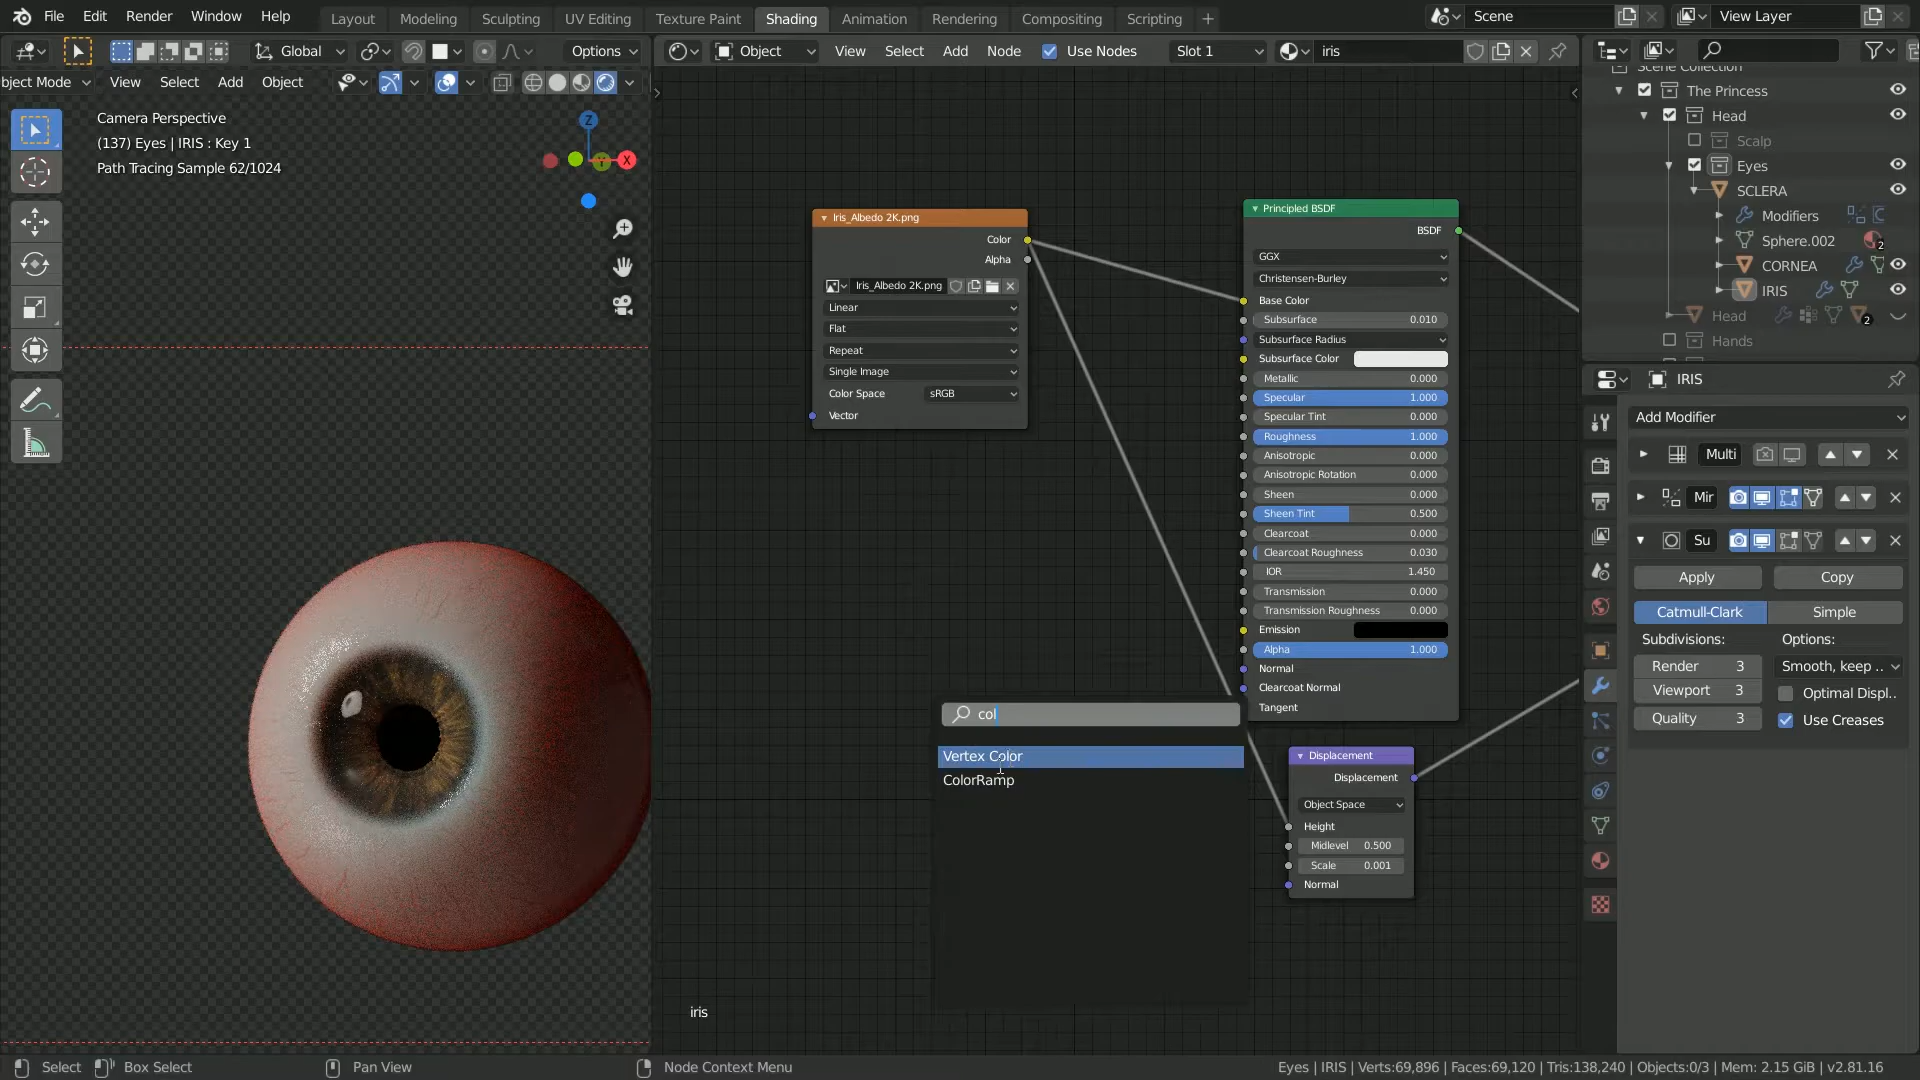 File Edit Render Window Help Layout Modeling Sculpting UV Editing Texture Paint Shading Animation Rendering Compositing Scripting + Scene View Layer
Global Options Object View Select Add Node Use Nodes Slot 1 iris
bject Mode View Select Add Object
Camera Perspective
(137) Eyes | IRIS : Key 1
Path Tracing Sample 62/1024
Z
Y
X
Iris_Albedo 2K.png
Color
Alpha
Iris_Albedo 2K.png
Linear
Flat
Repeat
Single Image
Color Space sRGB
Vector
Principled BSDF
BSDF
GGX
Christensen-Burley
Base Color
Subsurface 0.010
Subsurface Radius
Subsurface Color
Metallic 0.000
Specular 1.000
Specular Tint 0.000
Roughness 1.000
Anisotropic 0.000
Anisotropic Rotation 0.000
Sheen 0.000
Sheen Tint 0.500
Clearcoat 0.000
Clearcoat Roughness 0.030
IOR 1.450
Transmission 0.000
Transmission Roughness 0.000
Emission
Alpha 1.000
Normal
Clearcoat Normal
Tangent
col
Vertex Color
ColorRamp
Displacement
Displacement
Object Space
Height
Midlevel 0.500
Scale 0.001
Normal
iris
Scene Collection
The Princess
Head
Scalp
Eyes
SCLERA
Modifiers
Sphere.002 2
CORNEA
IRIS
Head 2
Hands
IRIS
Add Modifier
Multi
Mir
Su
Apply Copy
Catmull-Clark Simple
Subdivisions: Options:
Render 3 Smooth, keep ..
Viewport 3 Optimal Displ..
Quality 3 Use Creases
Select Box Select Pan View Node Context Menu Eyes | IRIS | Verts:69,896 | Faces:69,120 | Tris:138,240 | Objects:0/3 | Mem: 2.15 GiB | v2.81.16